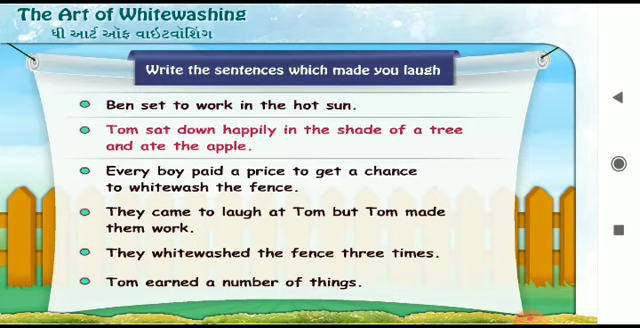 The Art of Whitewashing
ધી આર્ટ ઑફ વાઇટવૉશિંગ
Write the sentences which made you laugh
Ben set to work in the hot sun.
Tom sat down happily in the shade of a tree
and ate the apple.
Every boy paid a price to get a chance
to whitewash the fence.
They came to laugh at Tom but Tom made
them work.
They whitewashed the fence three times.
Tom earned a number of things.